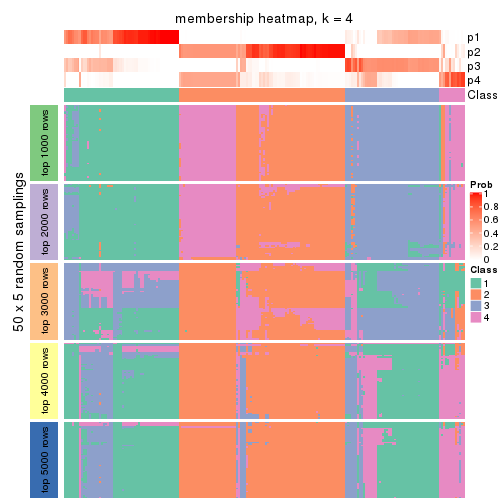 membership heatmap, k = 4
p1
p2
p3
p4
Class
50 x 5 random samplings
top 1000 rows
top 2000 rows
top 3000 rows
top 4000 rows
top 5000 rows
Prob
1
0.8
0.6
0.4
0.2
0
Class
1
2
3
4